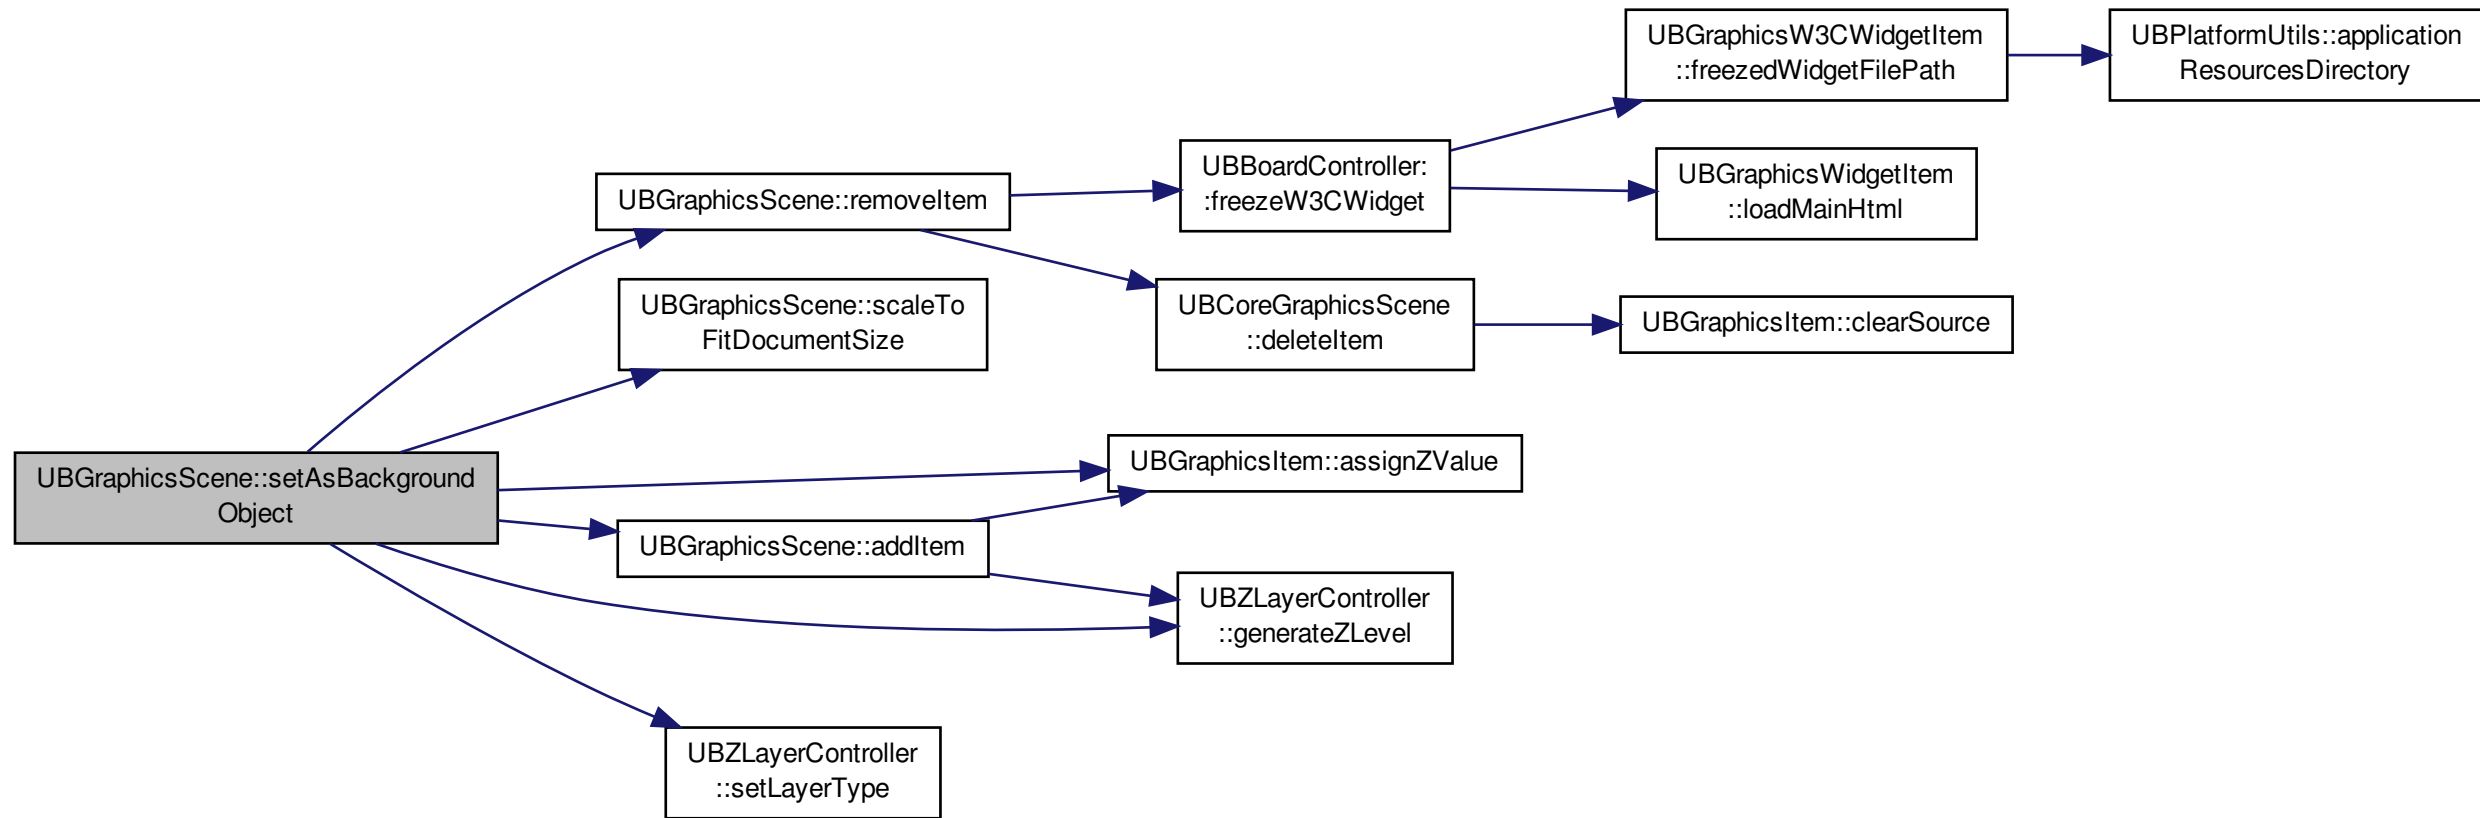 UBGraphicsScene::setAsBackground
Object
UBGraphicsScene::removeItem
UBGraphicsScene::scaleTo
FitDocumentSize
UBGraphicsScene::addItem
UBZLayerController
::setLayerType
UBBoardController:
:freezeW3CWidget
UBCoreGraphicsScene
::deleteItem
UBGraphicsItem::assignZValue
UBZLayerController
::generateZLevel
UBGraphicsW3CWidgetItem
::freezedWidgetFilePath
UBGraphicsWidgetItem
::loadMainHtml
UBGraphicsItem::clearSource
UBPlatformUtils::application
ResourcesDirectory